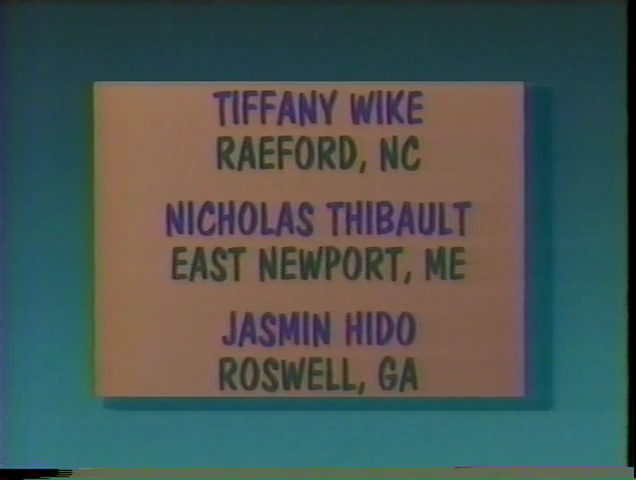 TIFFANY WIKE
RAEFORD, NC
NICHOLAS THIBAULT
EAST NEWPORT, ME
JASMIN HIDO
ROSWELL, GA